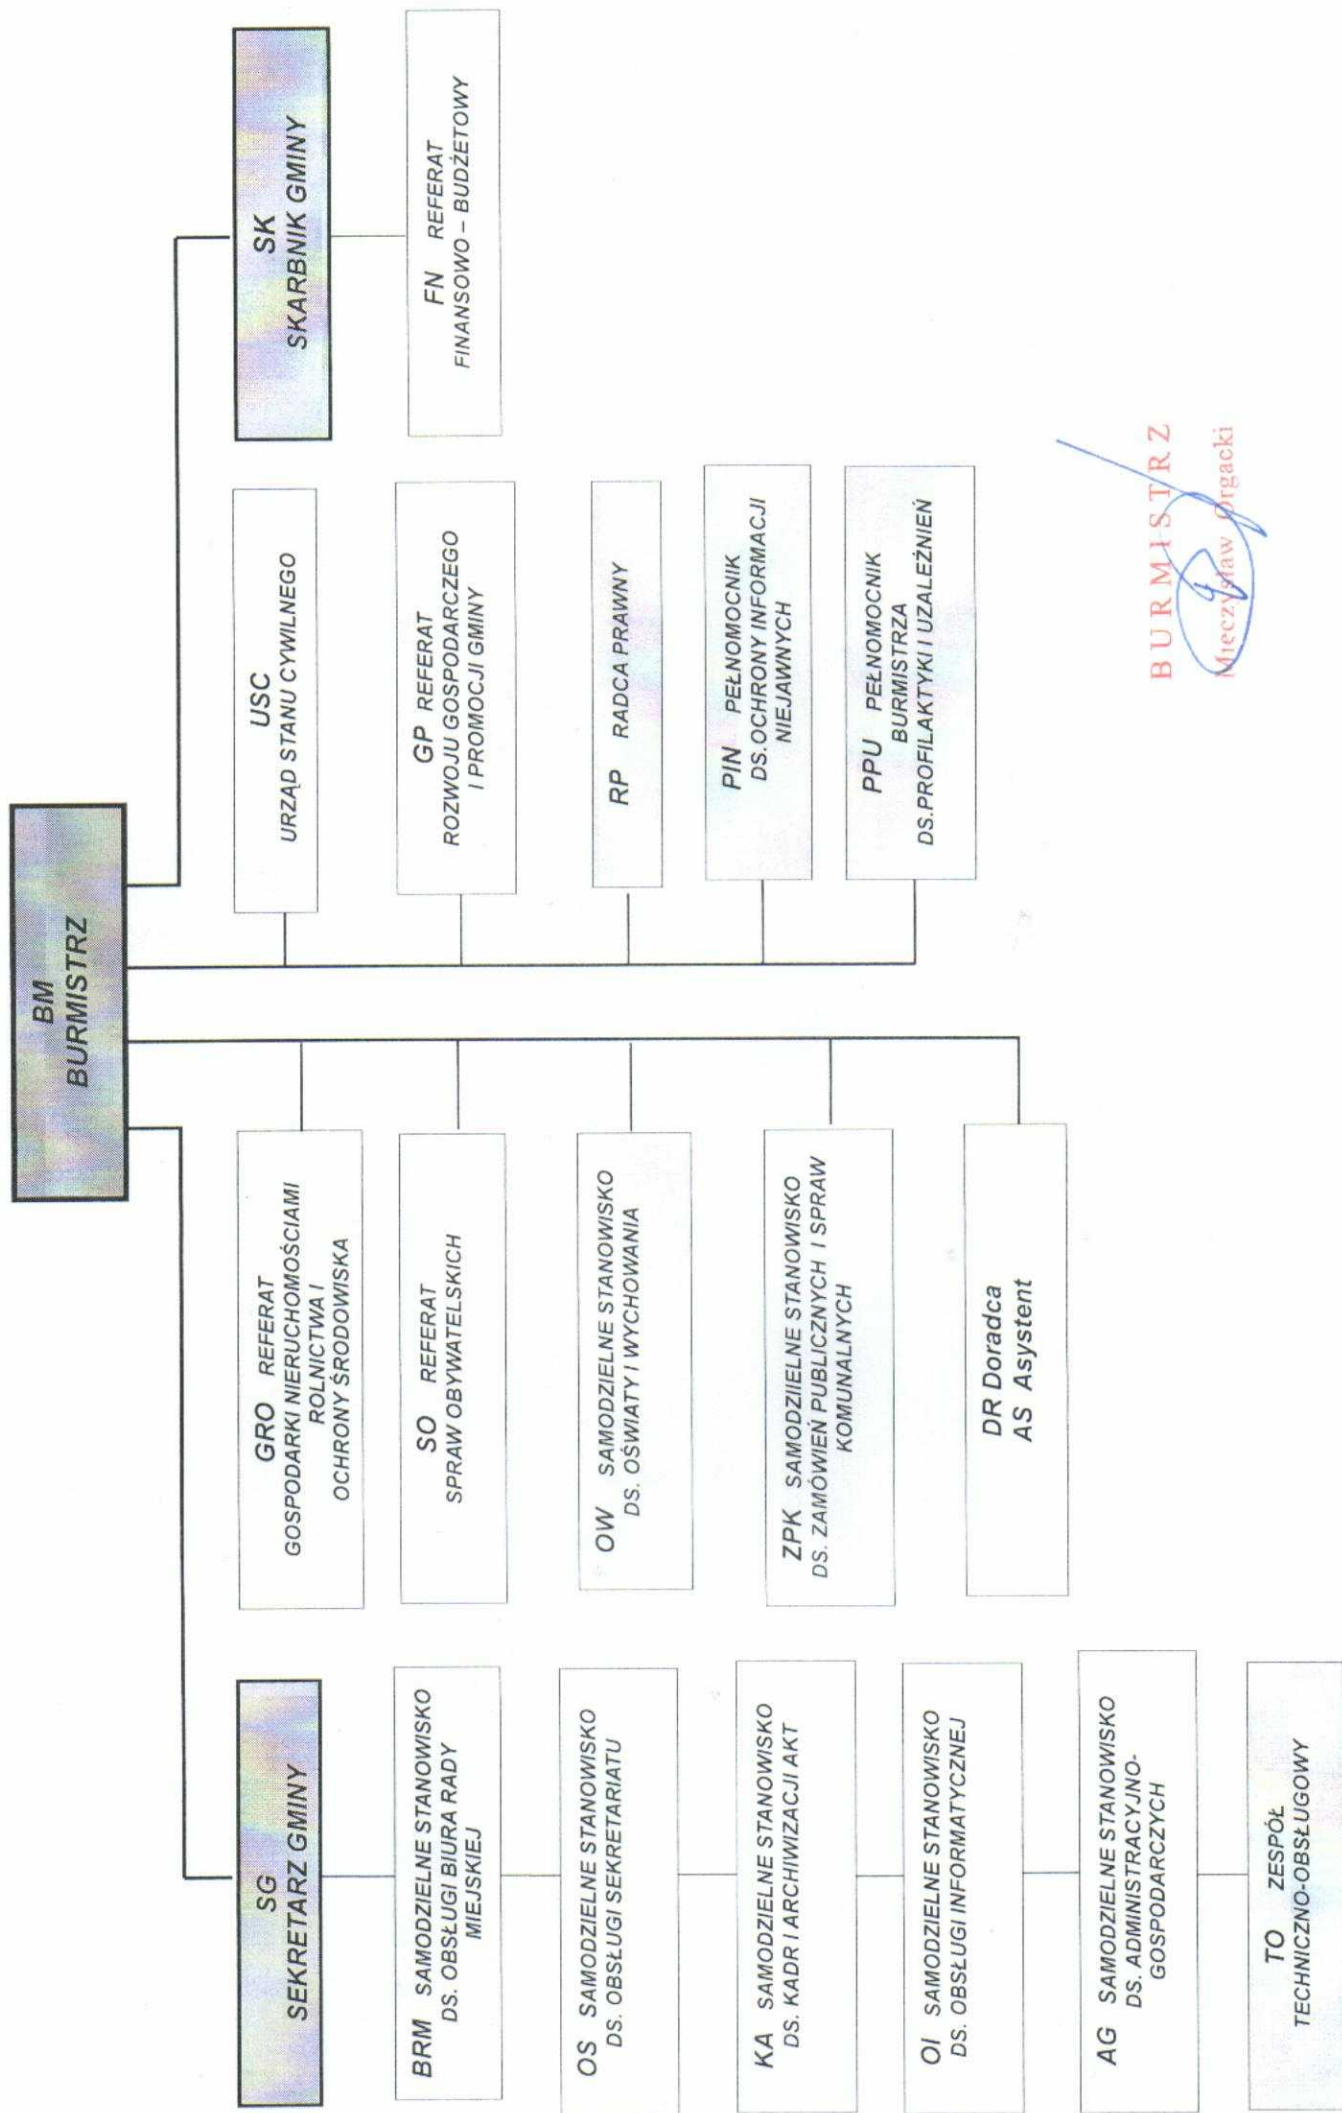 BM
BURMISTRZ
SG
SEKRETARZ GMINY
BRM SAMODZIELNE STANOWISKO
DS. OBSŁUGI BIURA RADY
MIEJSKIEJ
OS SAMODZIELNE STANOWISKO
DS. OBSŁUGI SEKRETARIATU
KA SAMODZIELNE STANOWISKO
DS. KADR I ARCHIWIZACJI AKT
OI SAMODZIELNE STANOWISKO
DS. OBSŁUGI INFORMATYCZNEJ
AG SAMODZIELNE STANOWISKO
DS. ADMINISTRACYJNO-
GOSPODARCZYCH
TO ZESPÓŁ
TECHNICZNO-OBSŁUGOWY
GRO REFERAT
GOSPODARKI NIERUCHOMOŚCIAMI
ROLNICTWA I
OCHRONY ŚRODOWISKA
SO REFERAT
SPRAW OBYWATELSKICH
OW SAMODZIELNE STANOWISKO
DS. OŚWIATY I WYCHOWANIA
ZPK SAMODZIIELNE STANOWISKO
DS. ZAMÓWIEŃ PUBLICZNYCH I SPRAW
KOMUNALNYCH
DR Doradca
AS Asystent
USC
URZĄD STANU CYWILNEGO
GP REFERAT
ROZWOJU GOSPODARCZEGO
I PROMOCJI GMINY
RP RADCA PRAWNY
PIN PEŁNOMOCNIK
DS.OCHRONY INFORMACJI
NIEJAWNYCH
PPU PEŁNOMOCNIK
BURMISTRZA
DS.PROFILAKTYKI I UZALEŻNIEŃ
SK
SKARBNIK GMINY
FN REFERAT
FINANSOWO – BUDŻETOWY
BURMISTRZ
Mieczysław Orgacki